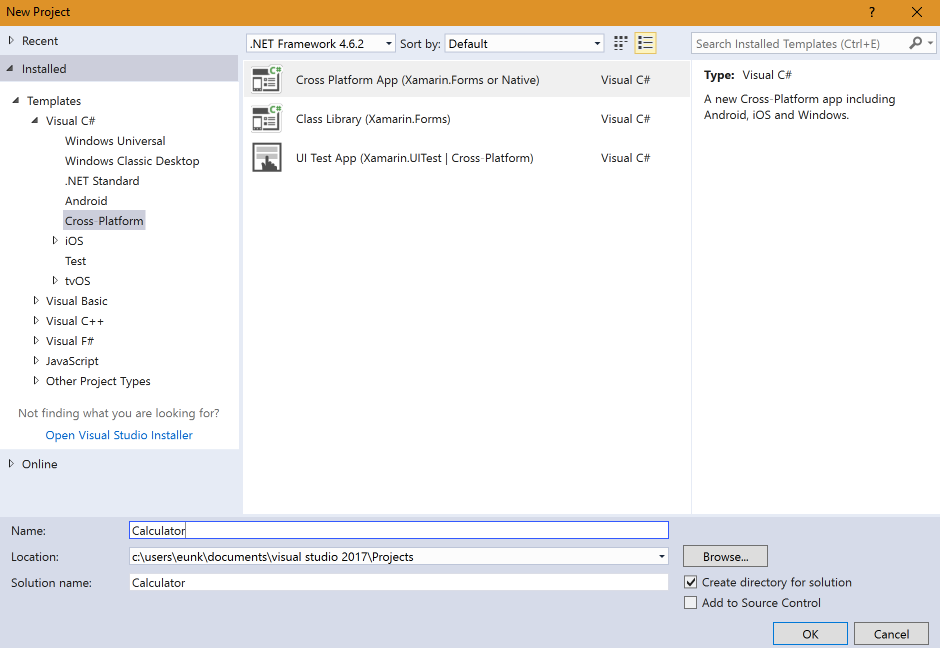 New Project
?
Recent
Installed
Templates
Visual C#
Windows Universal
Windows Classic Desktop
.NET Standard
Android
Cross-Platform
iOS
Test
tvOS
Visual Basic
Visual C++
Visual F#
JavaScript
Other Project Types
Not finding what you are looking for?
Open Visual Studio Installer
Online
.NET Framework 4.6.2 Sort by: Default
Cross Platform App (Xamarin.Forms or Native) Visual C#
Class Library (Xamarin.Forms) Visual C#
UI Test App (Xamarin.UITest | Cross-Platform) Visual C#
Search Installed Templates (Ctrl+E)
Type: Visual C#
A new Cross-Platform app including
Android, iOS and Windows.
Name: Calculator
Location: c:\users\eunk\documents\visual studio 2017\Projects
Browse...
Solution name: Calculator
Create directory for solution
Add to Source Control
OK Cancel